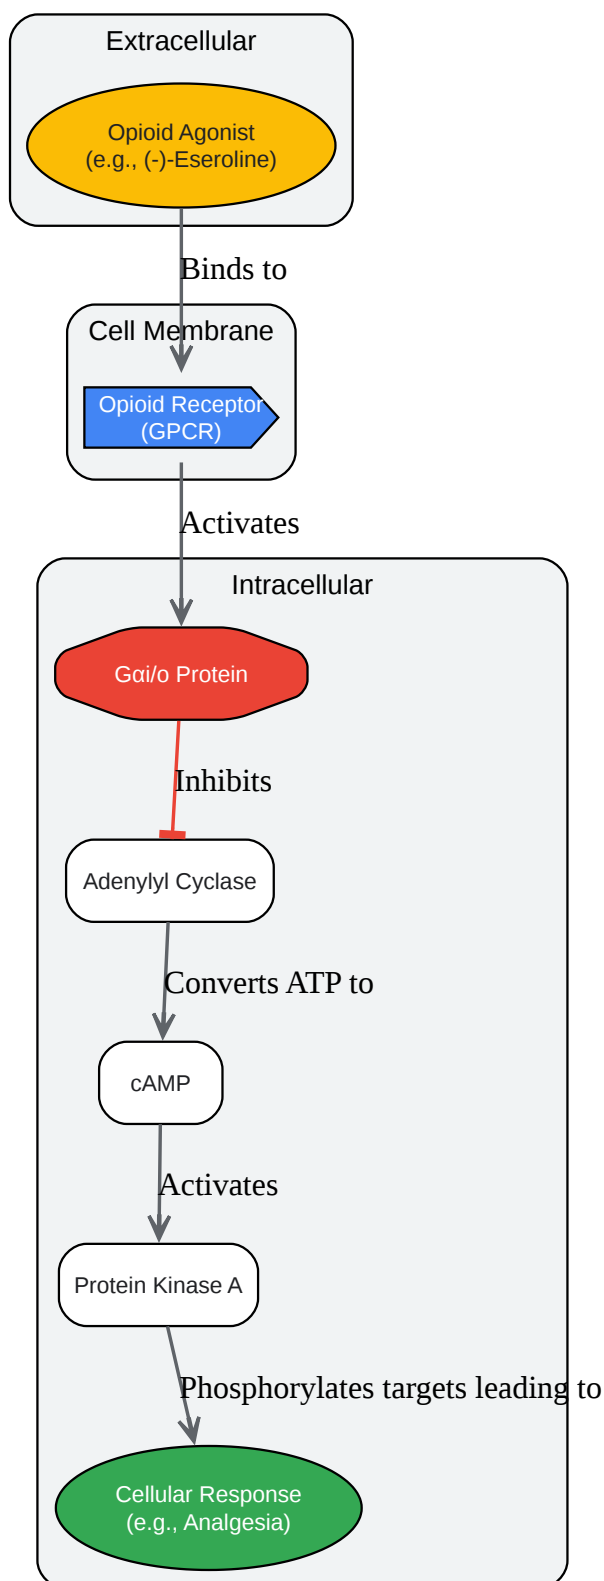 Extracellular
Opioid Agonist
(e.g., (-)-Eseroline)
Binds to
Cell Membrane
Opioid Receptor
(GPCR)
Activates
Intracellular
Gαi/o Protein
Inhibits
Adenylyl Cyclase
Converts ATP to
cAMP
Activates
Protein Kinase A
Phosphorylates targets leading to
Cellular Response
(e.g., Analgesia)